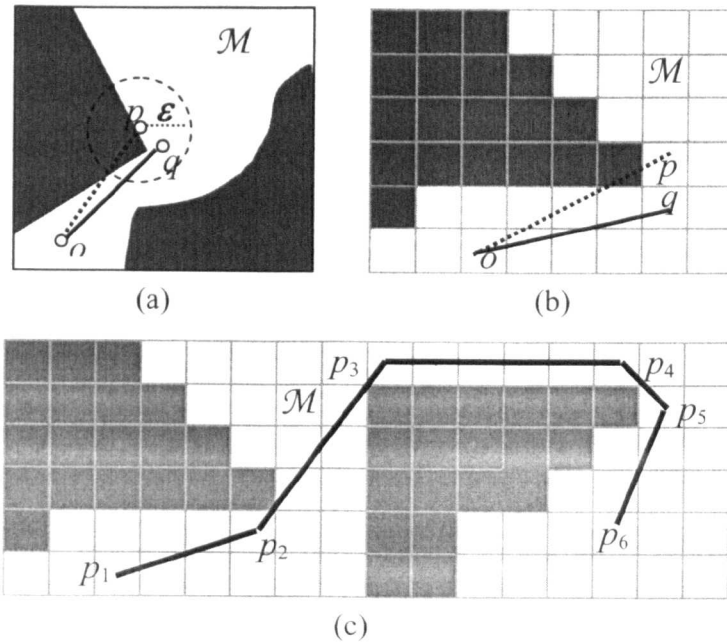 ℳ
p ε
q
o
(a)
ℳ
p
q
o
(b)
p₃ p₄
ℳ
p₅
p₂ p₆
p₁
(c)